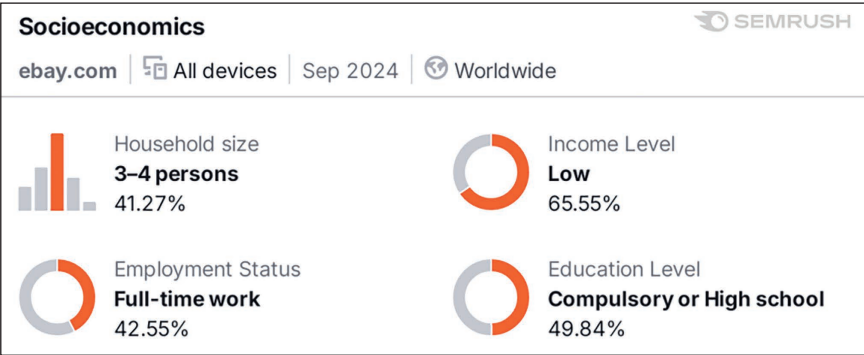 Socioeconomics
SEMRUSH
ebay.com All devices Sep 2024 Worldwide
Household size
3–4 persons
41.27%
Income Level
Low
65.55%
Employment Status
Full-time work
42.55%
Education Level
Compulsory or High school
49.84%